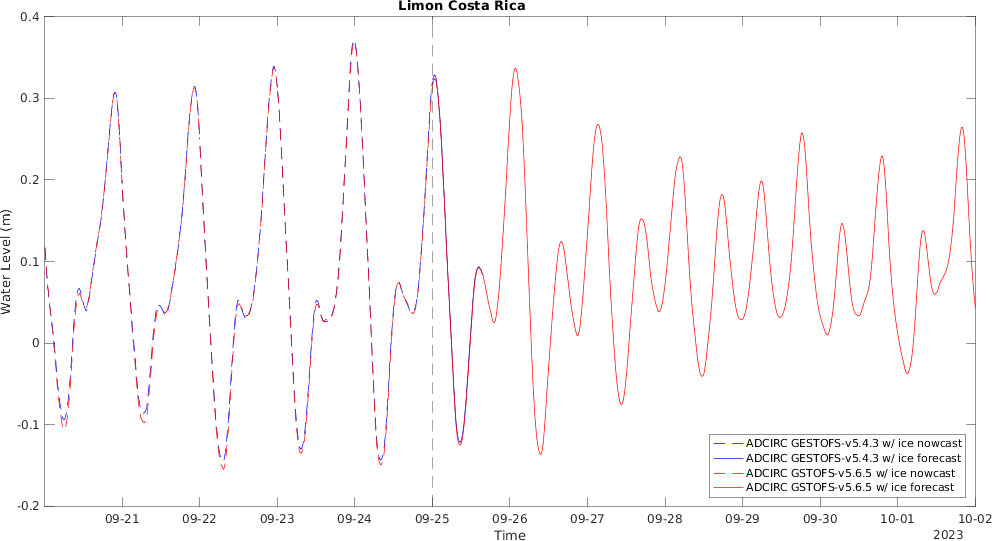 Limon Costa Rica
0.4
0.3
0.2
0.1
0
-0.1
-0.2
Water Level (m)
ADCIRC GESTOFS-v5.4.3 w/ ice nowcast
ADCIRC GESTOFS-v5.4.3 w/ ice forecast
ADCIRC GSTOFS-v5.6.5 w/ ice nowcast
ADCIRC GSTOFS-v5.6.5 w/ ice forecast
09-21 09-22 09-23 09-24 09-25 09-26 09-27 09-28 09-29 09-30 10-01 10-02
Time
2023